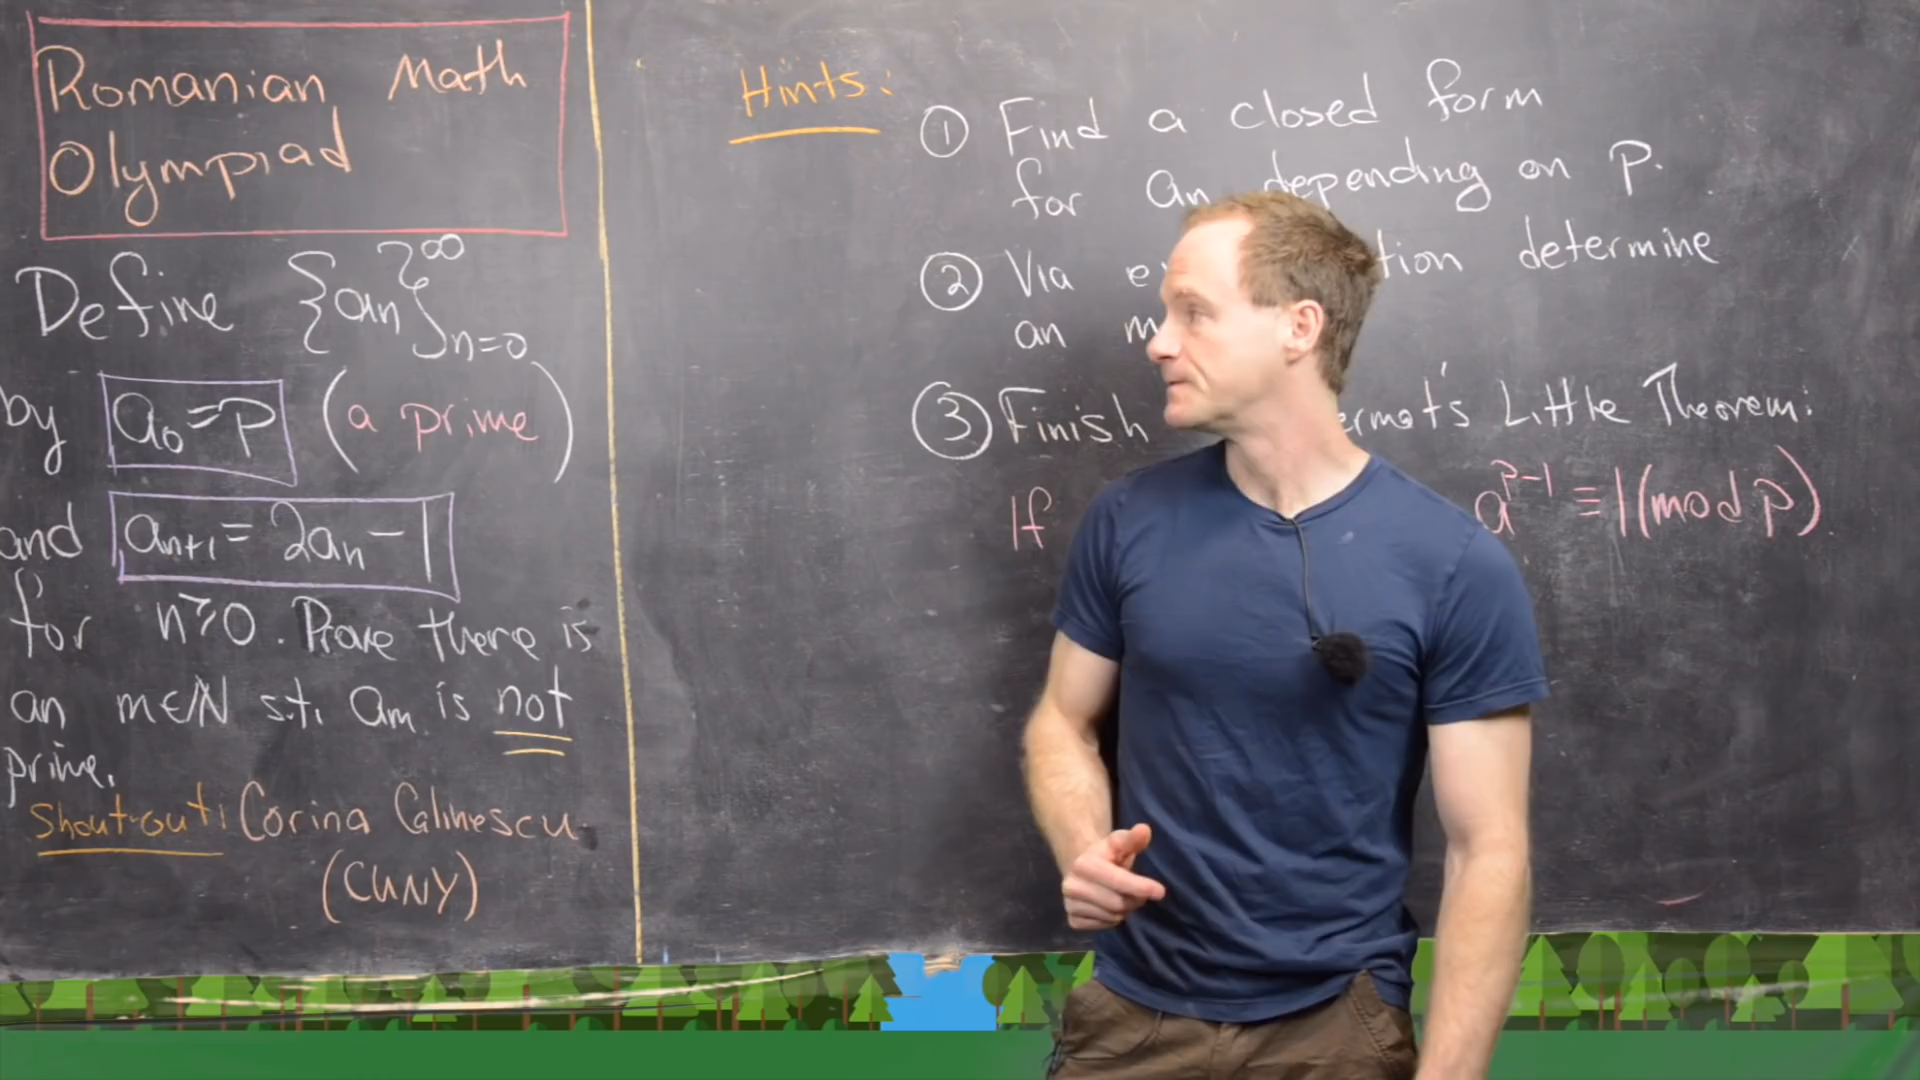 Romanian Math
Olympiad
Define {an}∞n=0
by a0=p (a prime)
and an+1 = 2an - 1
for n≥0. Prove there is
an m∈N s.t. am is not
prime.
Shout-out: Corina Calinescu
(CUNY)
Hints:
① Find a closed form
for an depending on p.
② Via determine
an
③ Finish Little Theorem:
If a^p-1 ≡ 1 (mod p)